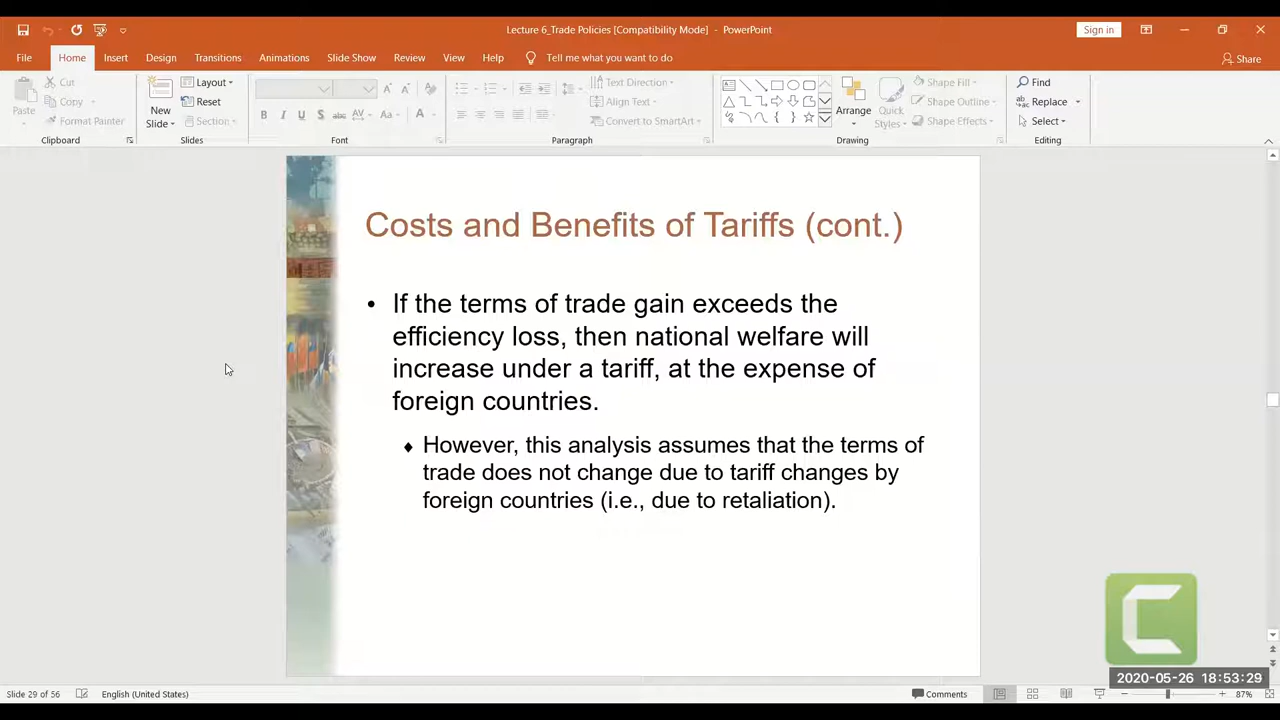 Lecture 6_Trade Policies [Compatibility Mode] - PowerPoint
Sign in
File Home Insert Design Transitions Animations Slide Show Review View Help Tell me what you want to do
Share
Paste
Cut
Copy
Format Painter
Clipboard
New
Slide
Layout
Reset
Section
Slides
B I U S abc AV Aa A
Font
Text Direction
Align Text
Convert to SmartArt
Paragraph
Arrange
Quick
Styles
Shape Fill
Shape Outline
Shape Effects
Drawing
Find
Replace
Select
Editing
Costs and Benefits of Tariffs (cont.)
• If the terms of trade gain exceeds the
efficiency loss, then national welfare will
increase under a tariff, at the expense of
foreign countries.
♦ However, this analysis assumes that the terms of
trade does not change due to tariff changes by
foreign countries (i.e., due to retaliation).
2020-05-26 18:53:29
Slide 29 of 56
English (United States)
Comments
87%